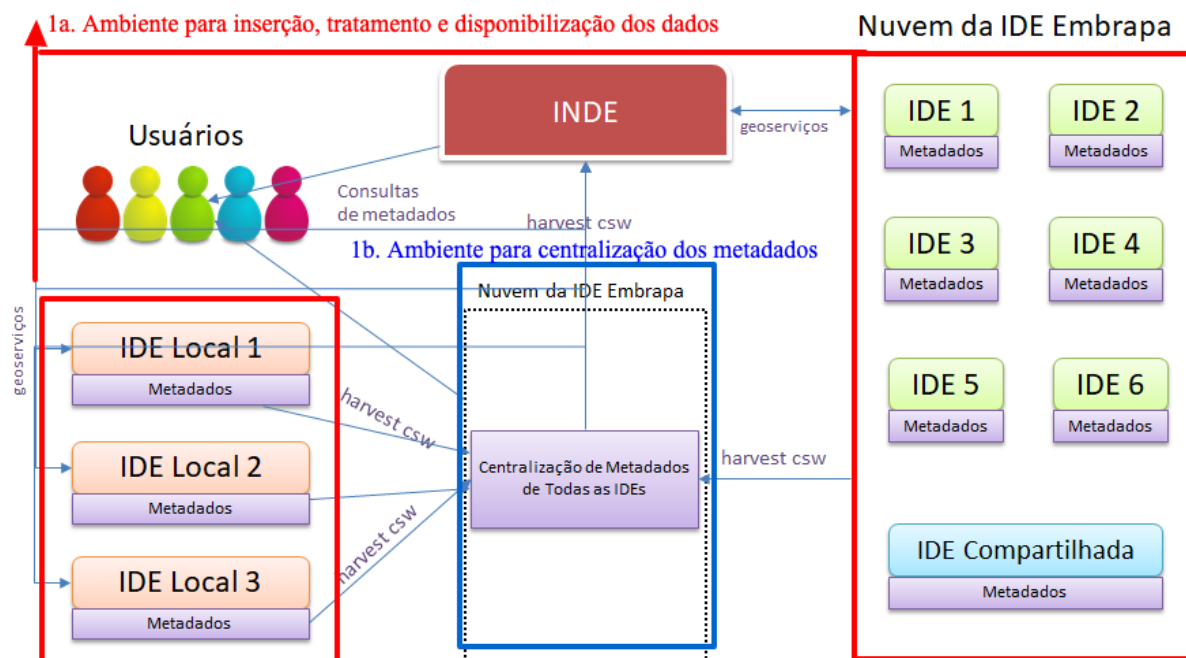 1a. Ambiente para inserção, tratamento e disponibilização dos dados
Nuvem da IDE Embrapa
INDE
geoserviços
Usuários
Consultas
de metadados
harvest csw
1b. Ambiente para centralização dos metadados
Nuvem da IDE Embrapa
geoserviços
IDE Local 1
Metadados
IDE Local 2
Metadados
IDE Local 3
Metadados
harvest csw
harvest csw
Centralização de Metadados
de Todas as IDEs
harvest csw
IDE 1
Metadados
IDE 2
Metadados
IDE 3
Metadados
IDE 4
Metadados
IDE 5
Metadados
IDE 6
Metadados
IDE Compartilhada
Metadados